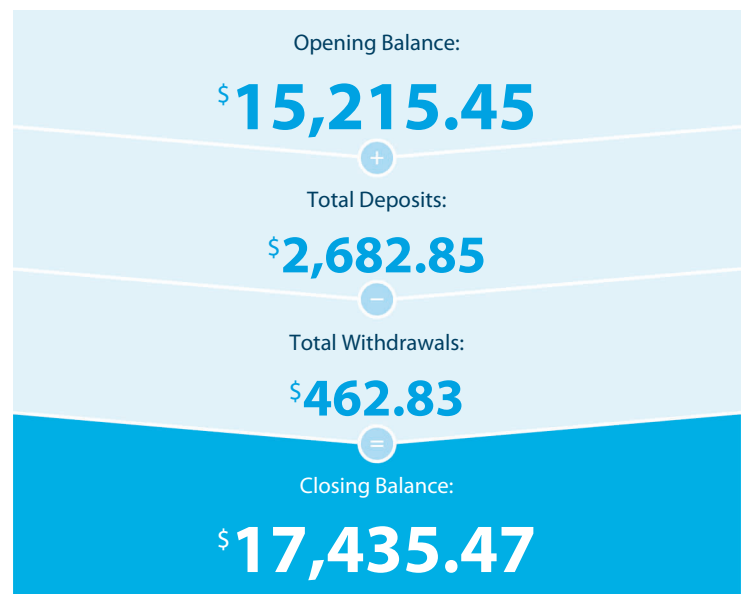 Opening Balance:
$15,215.45
+
Total Deposits:
$2,682.85
−
Total Withdrawals:
$462.83
=
Closing Balance:
$17,435.47